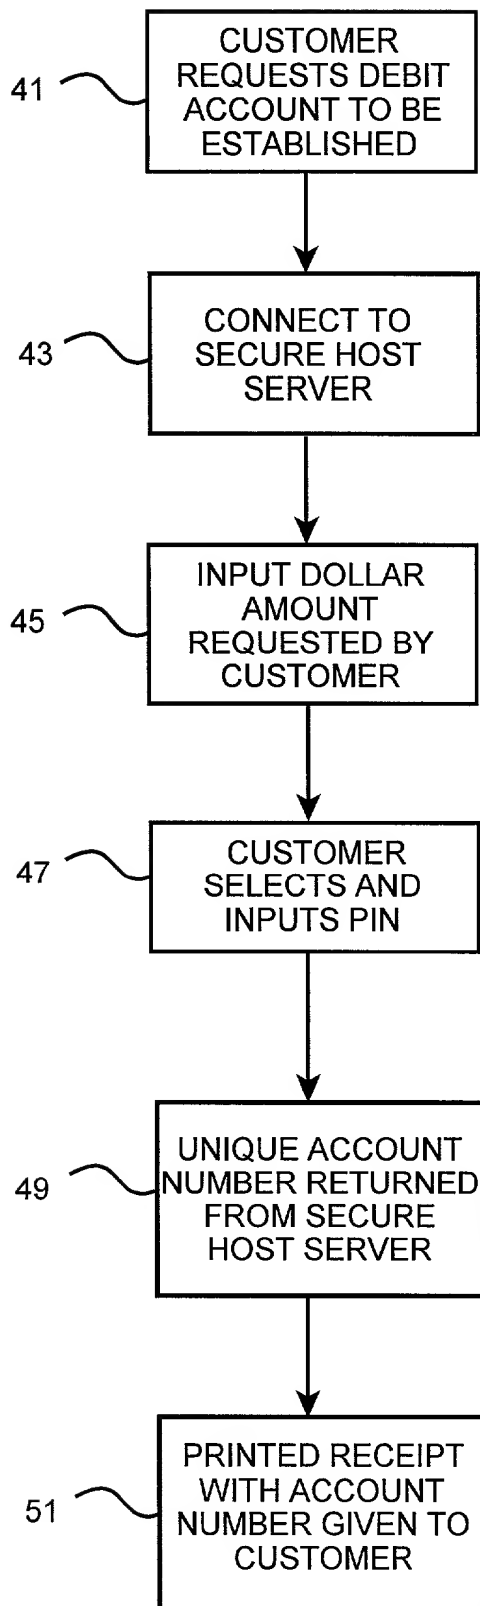 CUSTOMER
REQUESTS DEBIT
ACCOUNT TO BE
ESTABLISHED
41
CONNECT TO
SECURE HOST
SERVER
43
INPUT DOLLAR
AMOUNT
REQUESTED BY
CUSTOMER
45
CUSTOMER
SELECTS AND
INPUTS PIN
47
UNIQUE ACCOUNT
NUMBER RETURNED
FROM SECURE
HOST SERVER
49
PRINTED RECEIPT
WITH ACCOUNT
NUMBER GIVEN TO
CUSTOMER
51